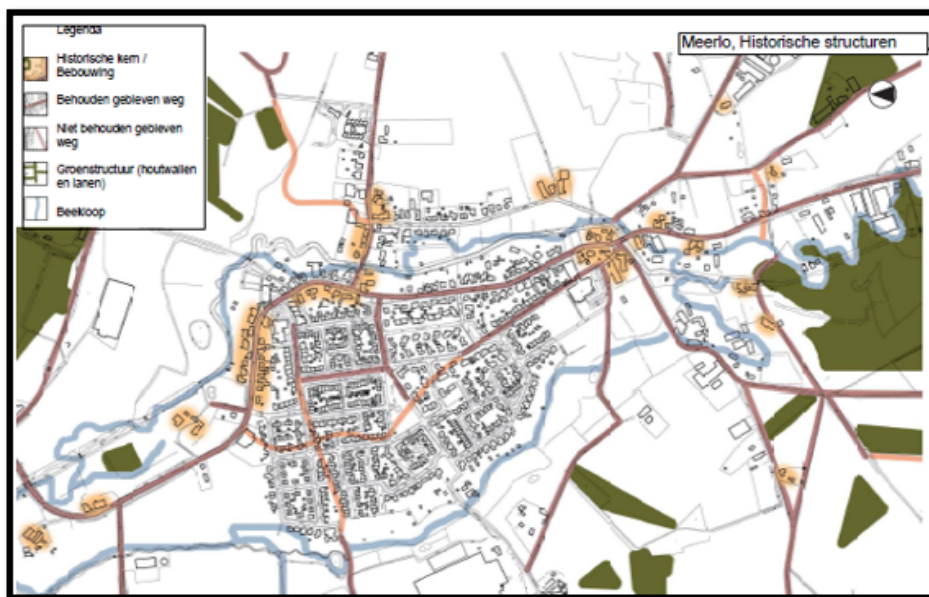 Legenda
Historische kern /
Bebouwing
Behouden gebleven weg
Niet behouden gebleven
weg
Groenstructuur (houtwallen
en lanen)
Beekloop
Meerlo, Historische structuren